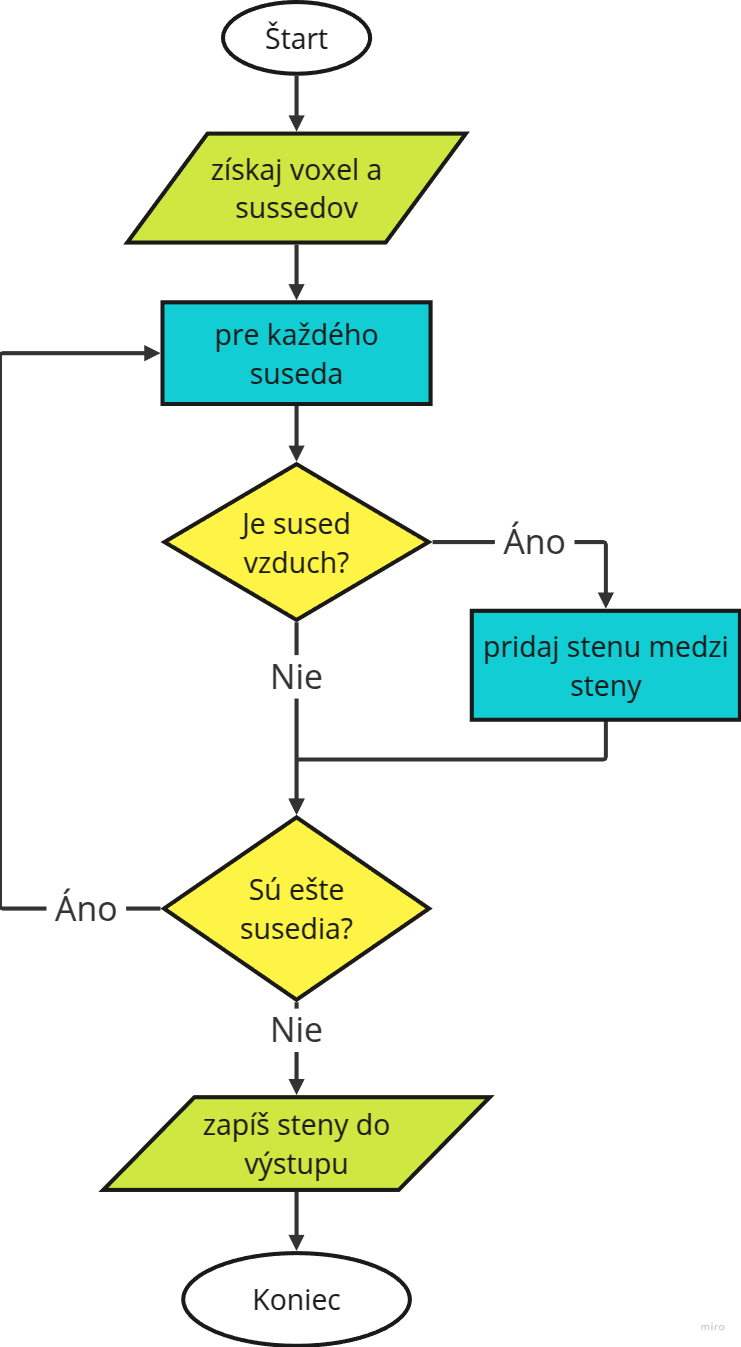 Štart
získaj voxel a
sussedov
pre každého
suseda
Je sused
vzduch?
Áno
pridaj stenu medzi
steny
Nie
Sú ešte
susedia?
Áno
Nie
zapíš steny do
výstupu
Koniec
miro